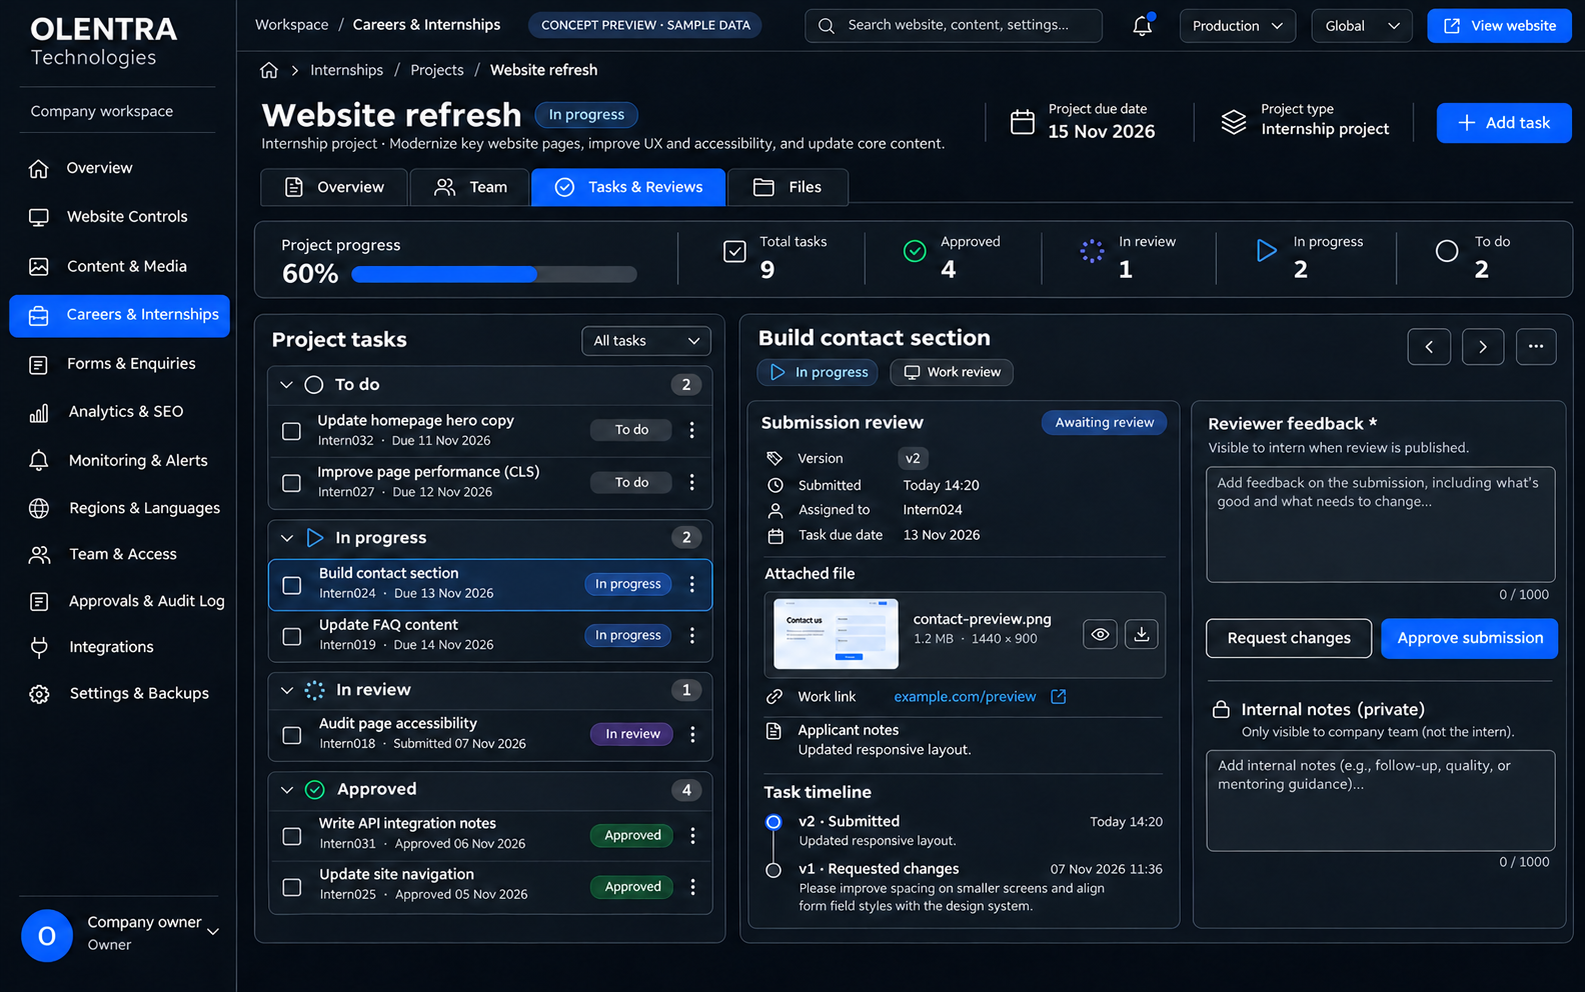 OLENTRA
Technologies
Company workspace
Overview
Website Controls
Content & Media
Careers & Internships
Forms & Enquiries
Analytics & SEO
Monitoring & Alerts
Regions & Languages
Team & Access
Approvals & Audit Log
Integrations
Settings & Backups
O
Company owner
Owner
Workspace / Careers & Internships
CONCEPT PREVIEW · SAMPLE DATA
Search website, content, settings...
Production
Global
View website
Internships / Projects / Website refresh
Website refresh
In progress
Internship project · Modernize key website pages, improve UX and accessibility, and update core content.
Project due date
15 Nov 2026
Project type
Internship project
Add task
Overview
Team
Tasks & Reviews
Files
Project progress
60%
Total tasks
9
Approved
4
In review
1
In progress
2
To do
2
Project tasks
All tasks
To do
2
Update homepage hero copy
Intern032 · Due 11 Nov 2026
To do
Improve page performance (CLS)
Intern027 · Due 12 Nov 2026
To do
In progress
2
Build contact section
Intern024 · Due 13 Nov 2026
In progress
Update FAQ content
Intern019 · Due 14 Nov 2026
In progress
In review
1
Audit page accessibility
Intern018 · Submitted 07 Nov 2026
In review
Approved
4
Write API integration notes
Intern031 · Approved 06 Nov 2026
Approved
Update site navigation
Intern025 · Approved 05 Nov 2026
Approved
Build contact section
In progress
Work review
Submission review
Awaiting review
Version v2
Submitted Today 14:20
Assigned to Intern024
Task due date 13 Nov 2026
Attached file
Contact us
contact-preview.png
1.2 MB · 1440 × 900
Work link example.com/preview
Applicant notes
Updated responsive layout.
Task timeline
v2 · Submitted Today 14:20
Updated responsive layout.
v1 · Requested changes 07 Nov 2026 11:36
Please improve spacing on smaller screens and align
form field styles with the design system.
Reviewer feedback *
Visible to intern when review is published.
Add feedback on the submission, including what's
good and what needs to change...
0 / 1000
Request changes
Approve submission
Internal notes (private)
Only visible to company team (not the intern).
Add internal notes (e.g., follow-up, quality, or
mentoring guidance)...
0 / 1000